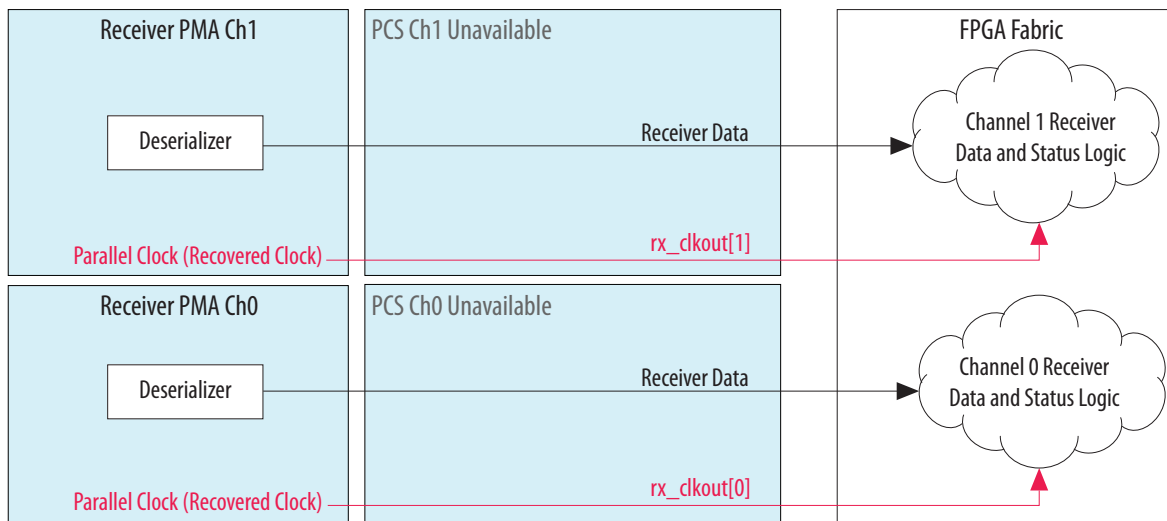 Receiver PMA Ch1
PCS Ch1 Unavailable
FPGA Fabric
Deserializer
Receiver Data
Channel 1 Receiver
Data and Status Logic
rx_clkout[1]
Parallel Clock (Recovered Clock)
Receiver PMA Ch0
PCS Ch0 Unavailable
Deserializer
Receiver Data
Channel 0 Receiver
Data and Status Logic
rx_clkout[0]
Parallel Clock (Recovered Clock)